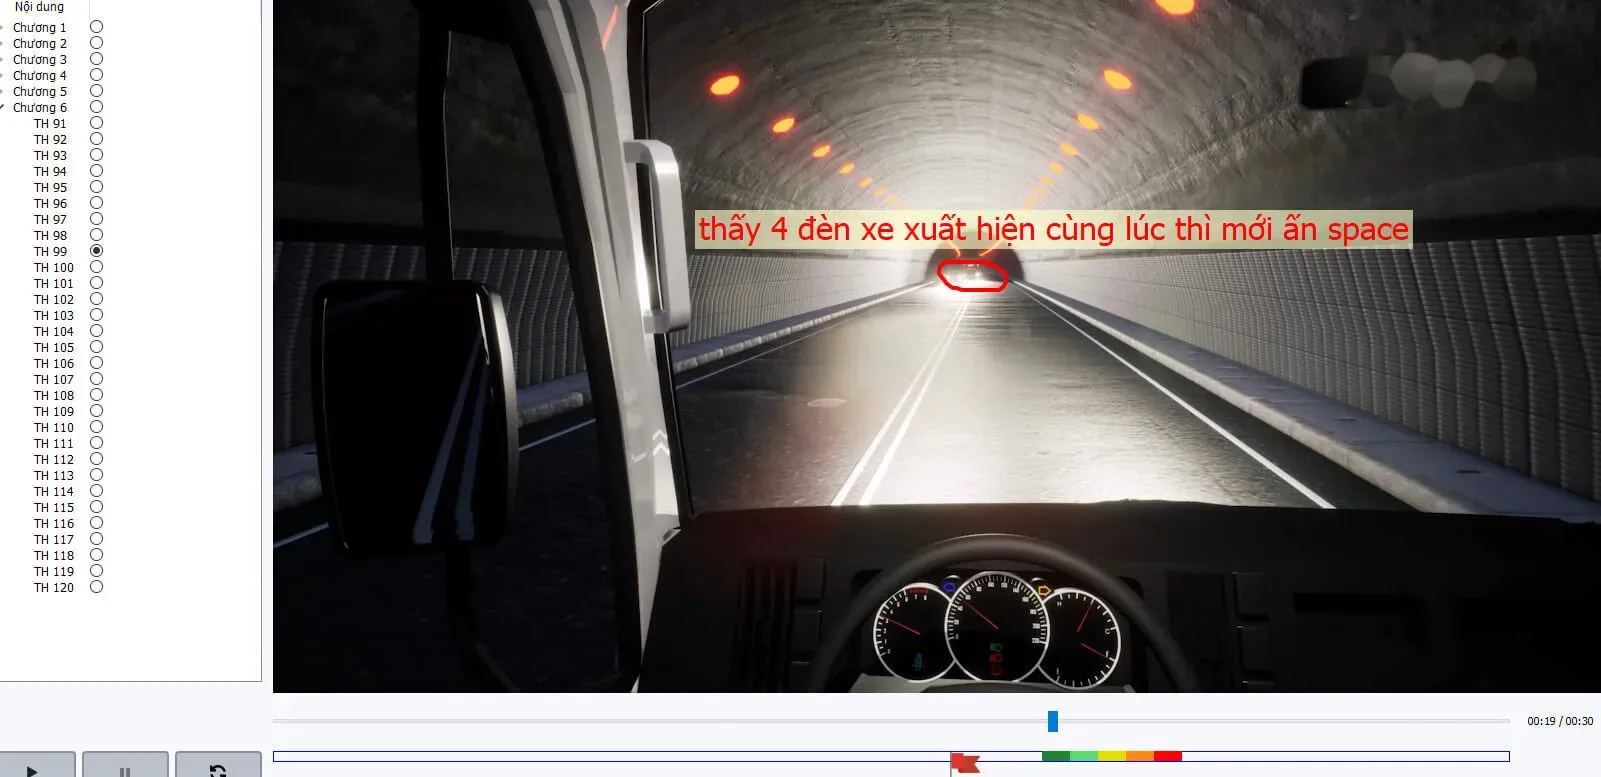 Nội dung
Chương 1
Chương 2
Chương 3
Chương 4
Chương 5
Chương 6
TH 91
TH 92
TH 93
TH 94
TH 95
TH 96
TH 97
TH 98
TH 99
TH 100
TH 101
TH 102
TH 103
TH 104
TH 105
TH 106
TH 107
TH 108
TH 109
TH 110
TH 111
TH 112
TH 113
TH 114
TH 115
TH 116
TH 117
TH 118
TH 119
TH 120
thấy 4 đèn xe xuất hiện cùng lúc thì mới ấn space
00:19 / 00:30